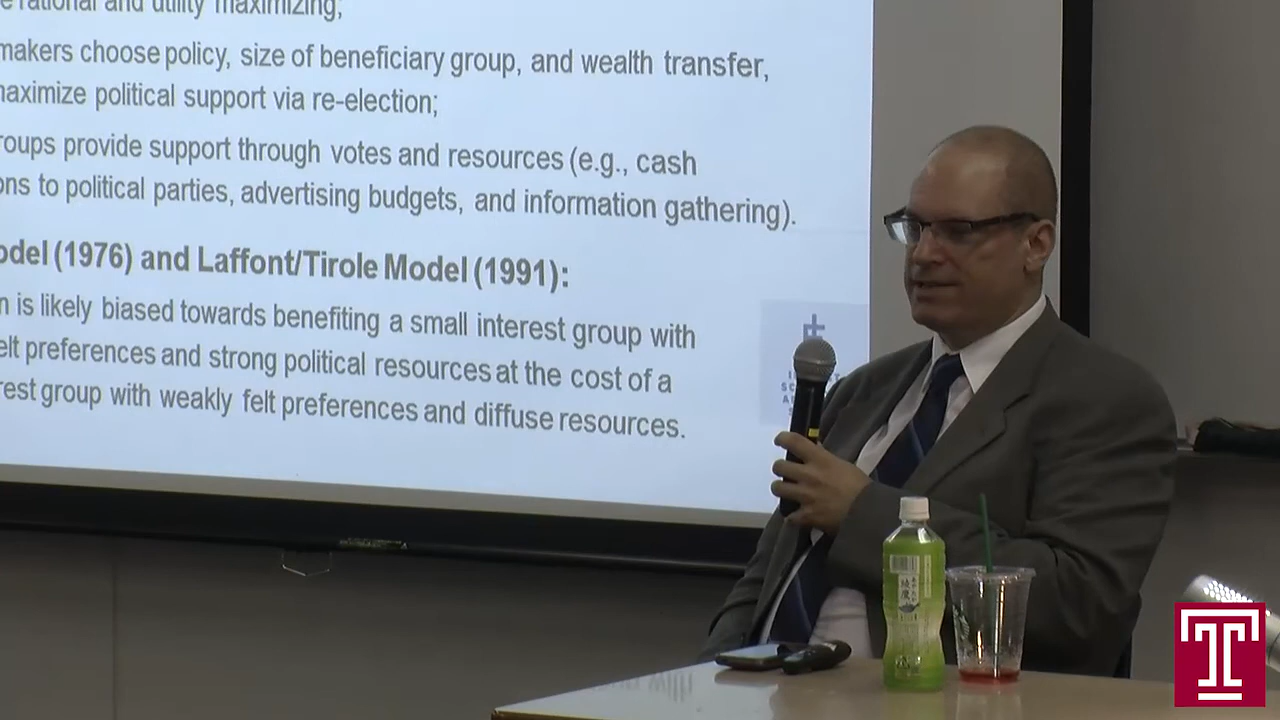 rational and utility maximizing;
makers choose policy, size of beneficiary group, and wealth transfer,
maximize political support via re-election;
roups provide support through votes and resources (e.g., cash
ons to political parties, advertising budgets, and information gathering).
odel (1976) and Laffont/Tirole Model (1991):
n is likely biased towards benefiting a small interest group with
elt preferences and strong political resources at the cost of a
rest group with weakly felt preferences and diffuse resources.
綾鷹
T